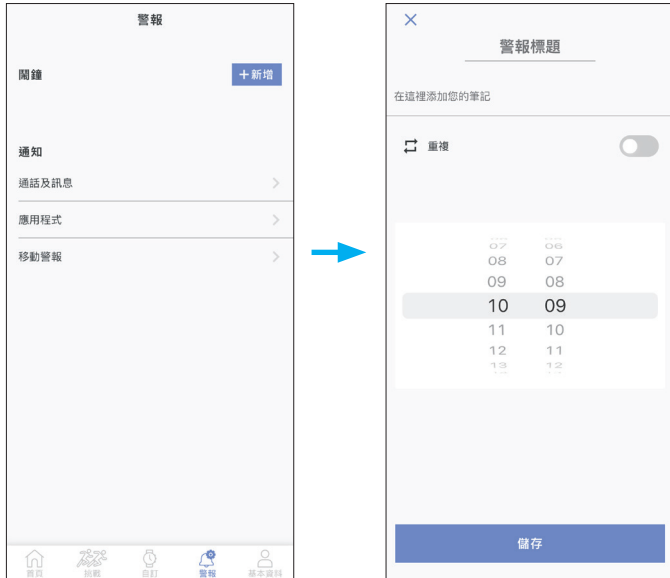 警報
鬧鐘
+新增
通知
通話及訊息
應用程式
移動警報
首頁
挑戰
自訂
警報
基本資料
警報標題
在這裡添加您的筆記
重複
07 06
08 07
09 08
10 09
11 10
12 11
13 12
儲存